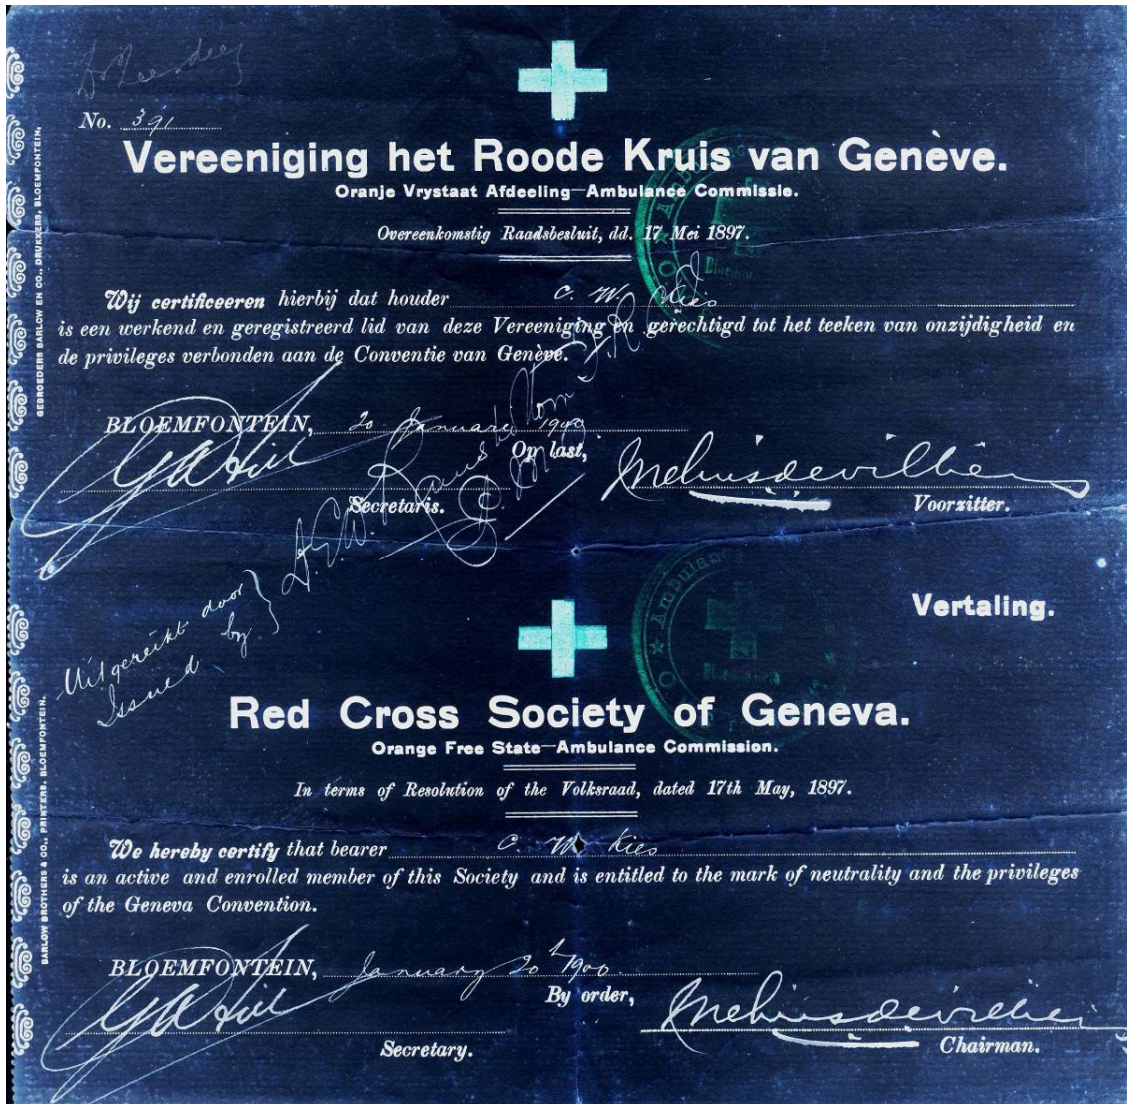 No. 391
Vereeniging het Roode Kruis van Genève.
Oranje Vrystaat Afdeeling—Ambulance Commissie.
Overeenkomstig Raadsbesluit, dd. 17 Mei 1897.
Wij certificeeren hierbij dat houder C. W. Kies
is een werkend en geregistreerd lid van deze Vereeniging en gerechtigd tot het teeken van onzijdigheid en
de privileges verbonden aan de Conventie van Genève.
BLOEMFONTEIN, 20 January 1900
Op last,
Secretaris.
Voorzitter.
GEBROEDERS BARLOW EN CO., DRUKKERS, BLOEMFONTEIN.
Uitgereikt door
Issued by
Vertaling.
Red Cross Society of Geneva.
Orange Free State—Ambulance Commission.
In terms of Resolution of the Volksraad, dated 17th May, 1897.
We hereby certify that bearer C. W. Kies
is an active and enrolled member of this Society and is entitled to the mark of neutrality and the privileges
of the Geneva Convention.
BLOEMFONTEIN, January 20 1900.
By order,
Secretary.
Chairman.
BARLOW BROTHERS & CO., PRINTERS, BLOEMFONTEIN.